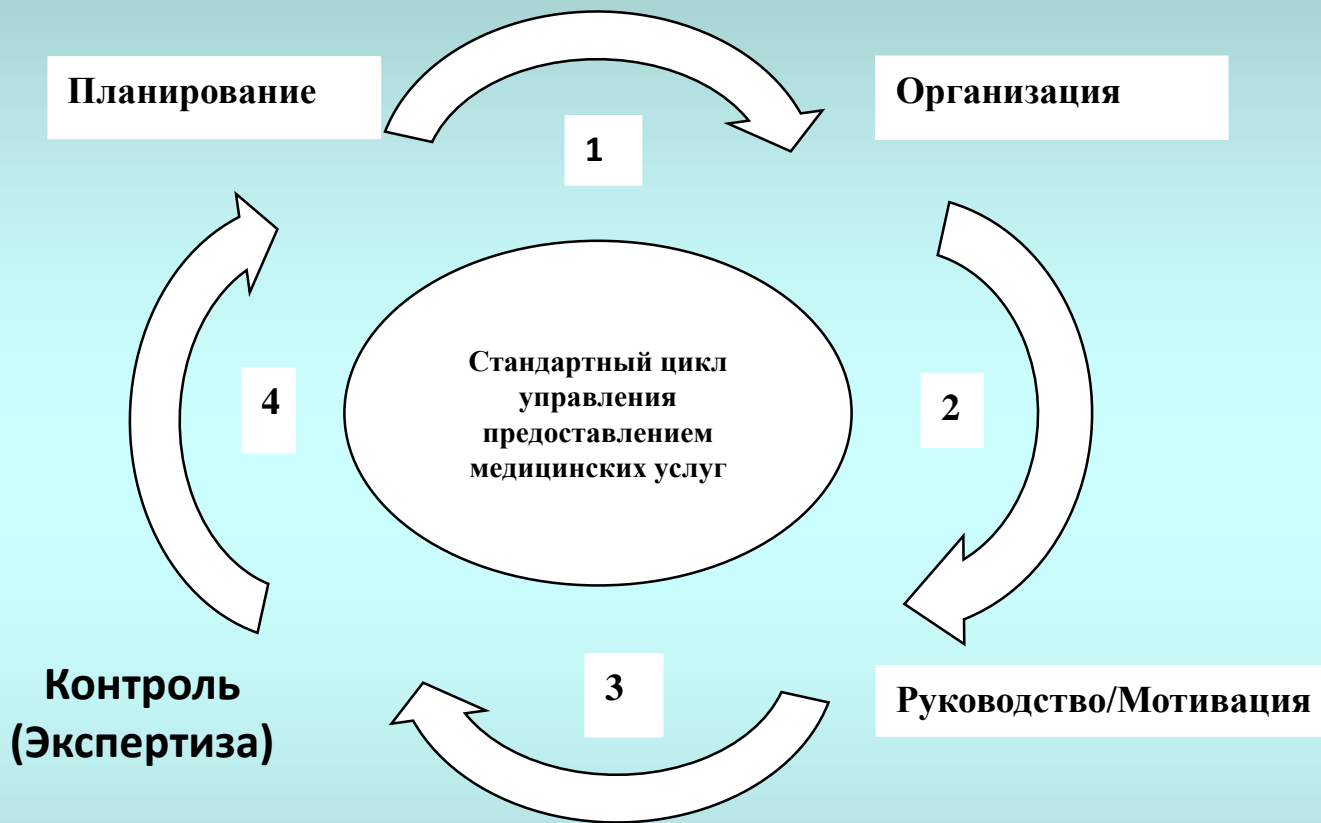 Планирование
Организация
1
Стандартный цикл
управления
предоставлением
медицинских услуг
4
2
3
Контроль
(Экспертиза)
Руководство/Мотивация